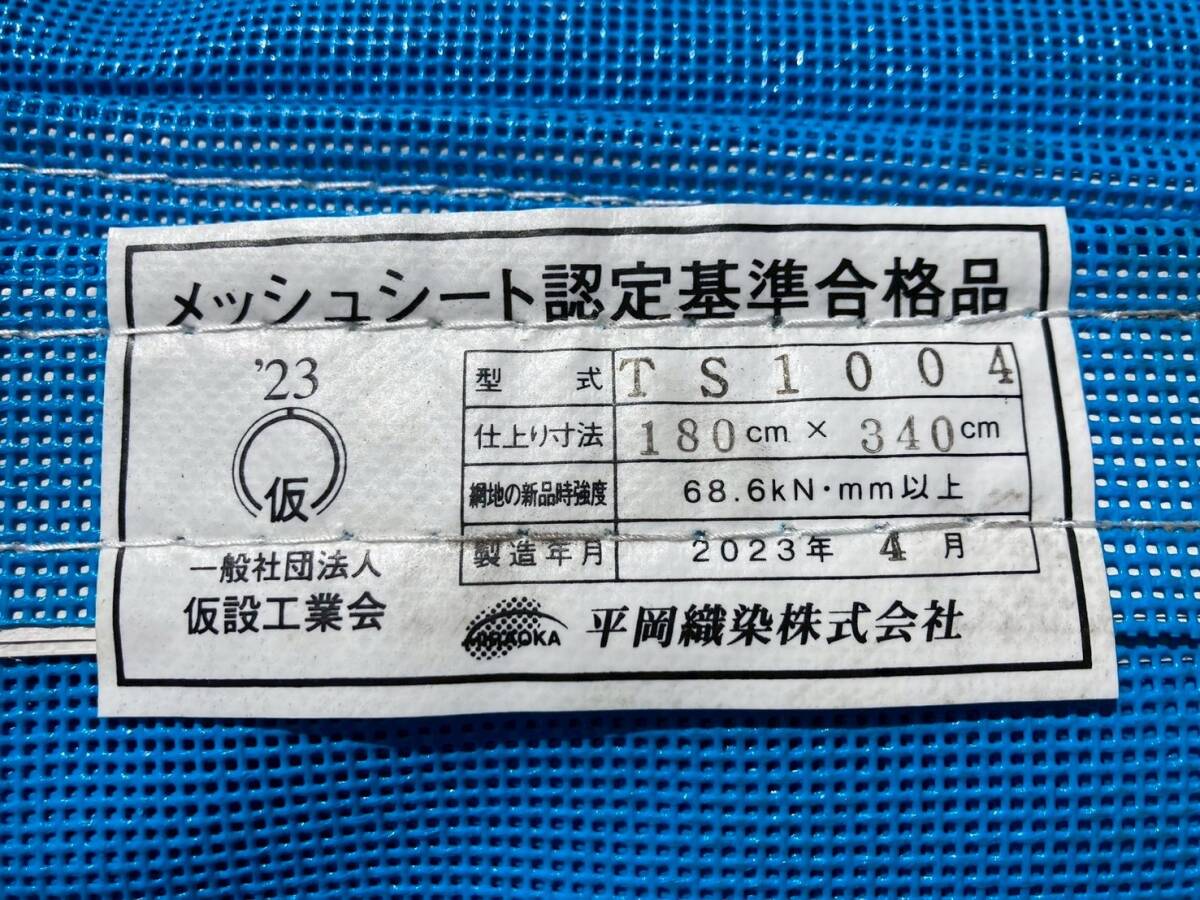 メッシュシート認定基準合格品
'23
仮
一般社団法人
仮設工業会
型式 TS1004
仕上り寸法 180cm × 340cm
網地の新品時強度 68.6kN・mm以上
製造年月 2023年 4月
HIRAOKA 平岡織染株式会社